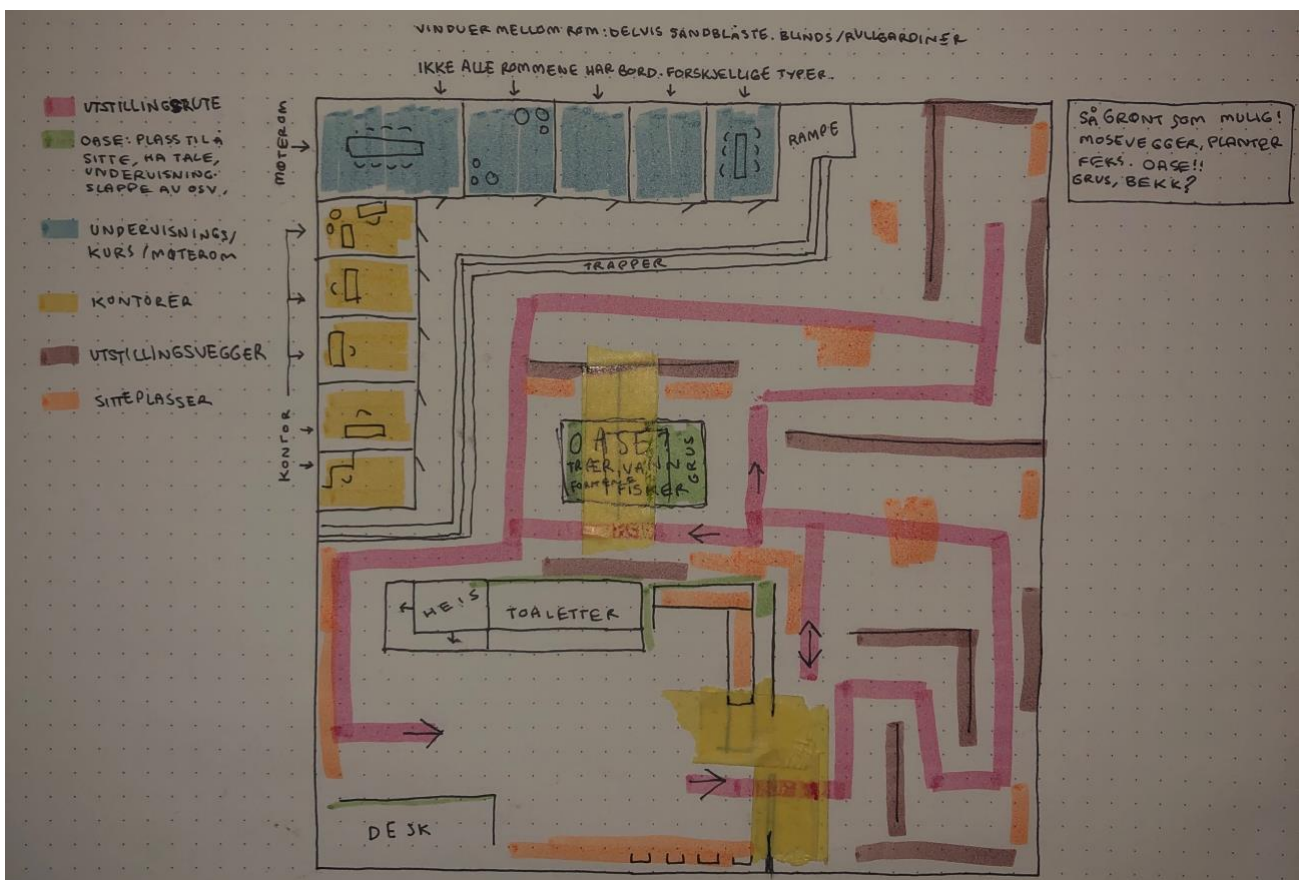 VINDUER MELLOM ROM: DELVIS SANDBLÅSTE. BLINDS/RULLGARDINER
IKKE ALLE ROMMENE HAR BORD. FORSKJELLIGE TYPER.
UTSTILLINGSRUTE
OASE: PLASS TIL Å
SITTE, HA TALE,
UNDERVISNING.
SLAPPE AV OSV.
UNDERVISNINGS/
KURS/MØTEROM
KONTORER
UTSTILLINGSVEGGER
SITTEPLASSER
MØTEROM
KONTOR
RAMPE
SÅ GRØNT SOM MULIG!
MOSEVEGGER, PLANTER
F.EKS. OASE!!
GRUS, BEKK?
TRAPPER
OASE
TRÆR, VANN
FISKER
GRUS
HEIS
TOALETTER
DESK